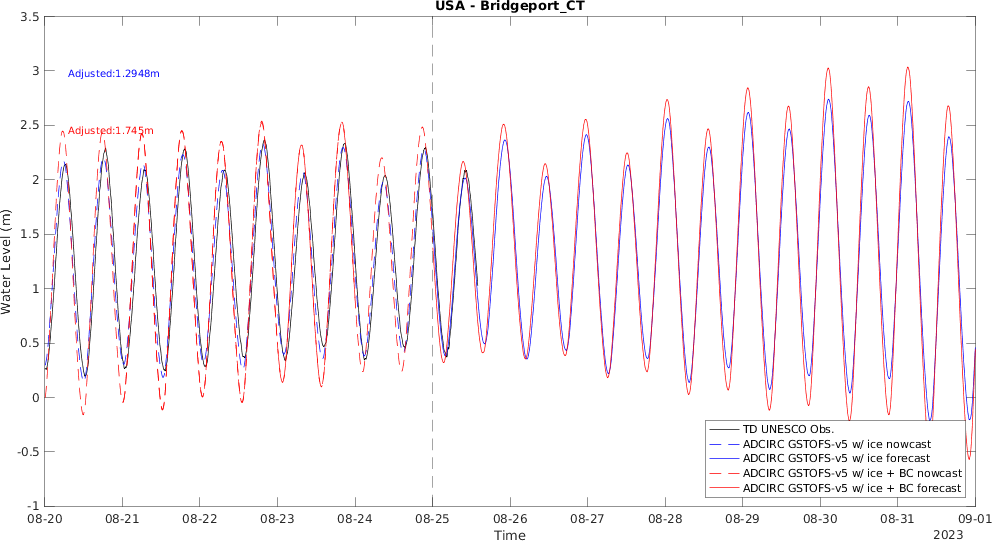 USA - Bridgeport_CT
3.5
3
2.5
2
1.5
1
0.5
0
-0.5
-1
Water Level (m)
Adjusted:1.2948m
Adjusted:1.745m
TD UNESCO Obs.
ADCIRC GSTOFS-v5 w/ ice nowcast
ADCIRC GSTOFS-v5 w/ ice forecast
ADCIRC GSTOFS-v5 w/ ice + BC nowcast
ADCIRC GSTOFS-v5 w/ ice + BC forecast
08-20 08-21 08-22 08-23 08-24 08-25 08-26 08-27 08-28 08-29 08-30 08-31 09-01
Time
2023